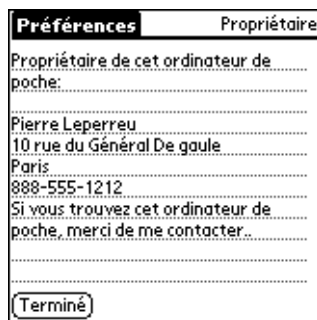 Préférences Propriétaire
Propriétaire de cet ordinateur de
poche:
Pierre Leperreu
10 rue du Général De gaule
Paris
888-555-1212
Si vous trouvez cet ordinateur de
poche, merci de me contacter..
Terminé